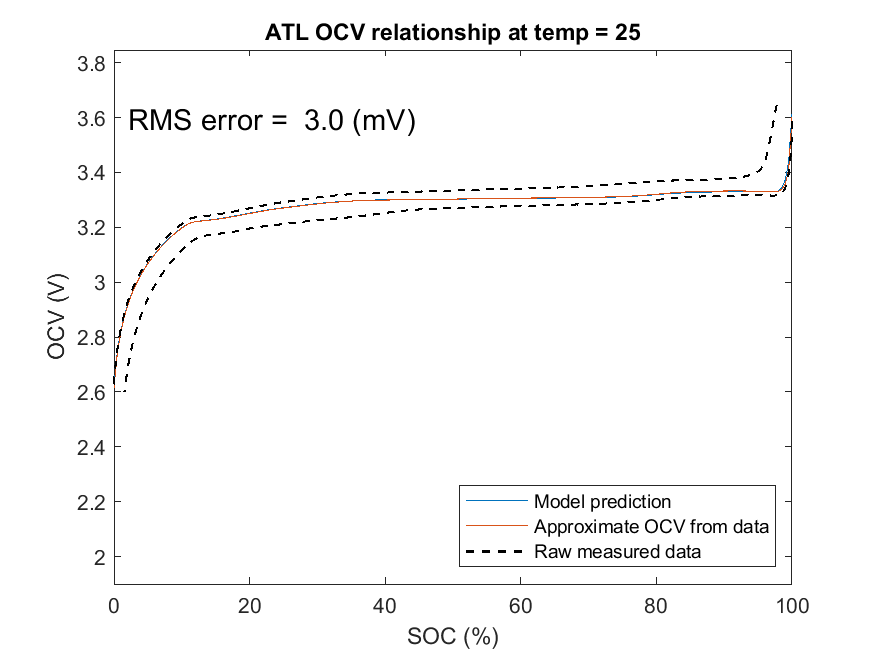 ATL OCV relationship at temp = 25
RMS error = 3.0 (mV)
3.8
3.6
3.4
3.2
3
2.8
2.6
2.4
2.2
2
OCV (V)
Model prediction
Approximate OCV from data
Raw measured data
0 20 40 60 80 100
SOC (%)